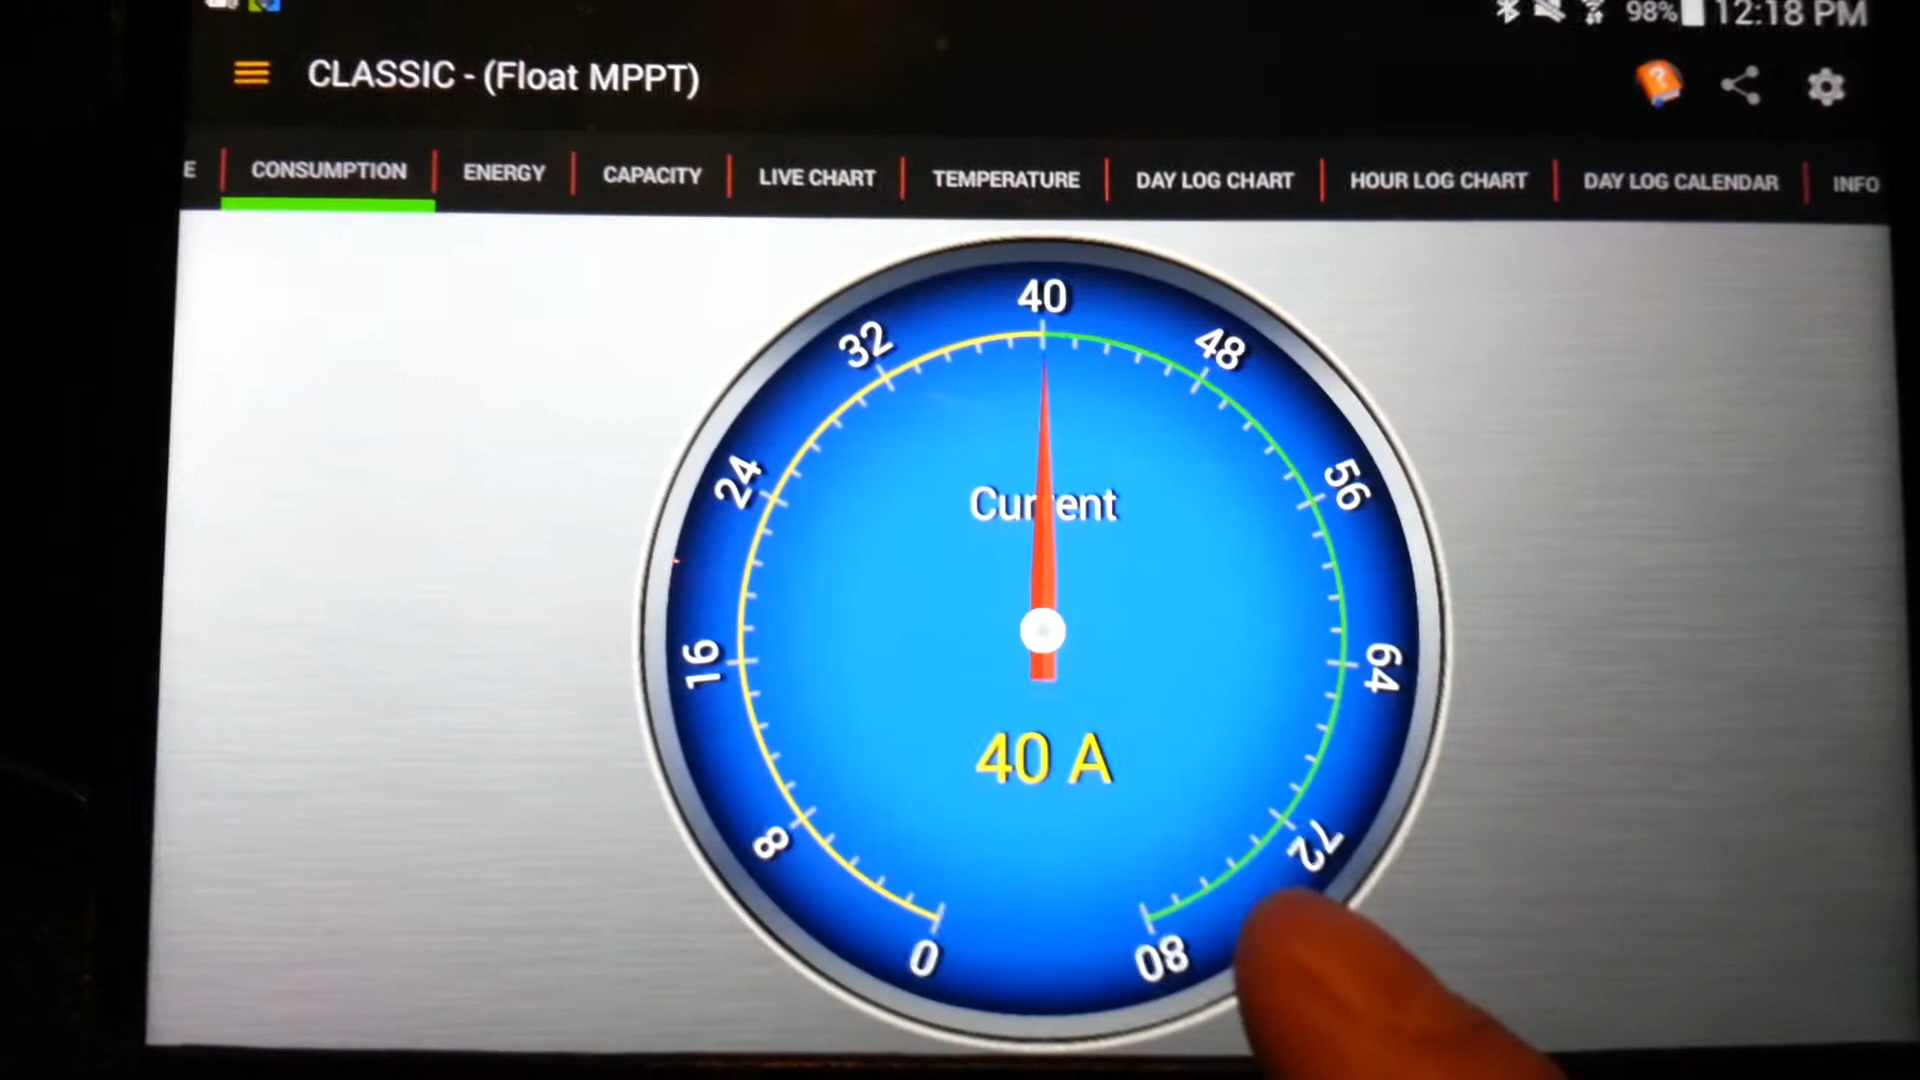 98% 12:18 PM
CLASSIC - (Float MPPT)
E CONSUMPTION ENERGY CAPACITY LIVE CHART TEMPERATURE DAY LOG CHART HOUR LOG CHART DAY LOG CALENDAR INFO
0 8 16 24 32 40 48 56 64 72 80
Current
40 A